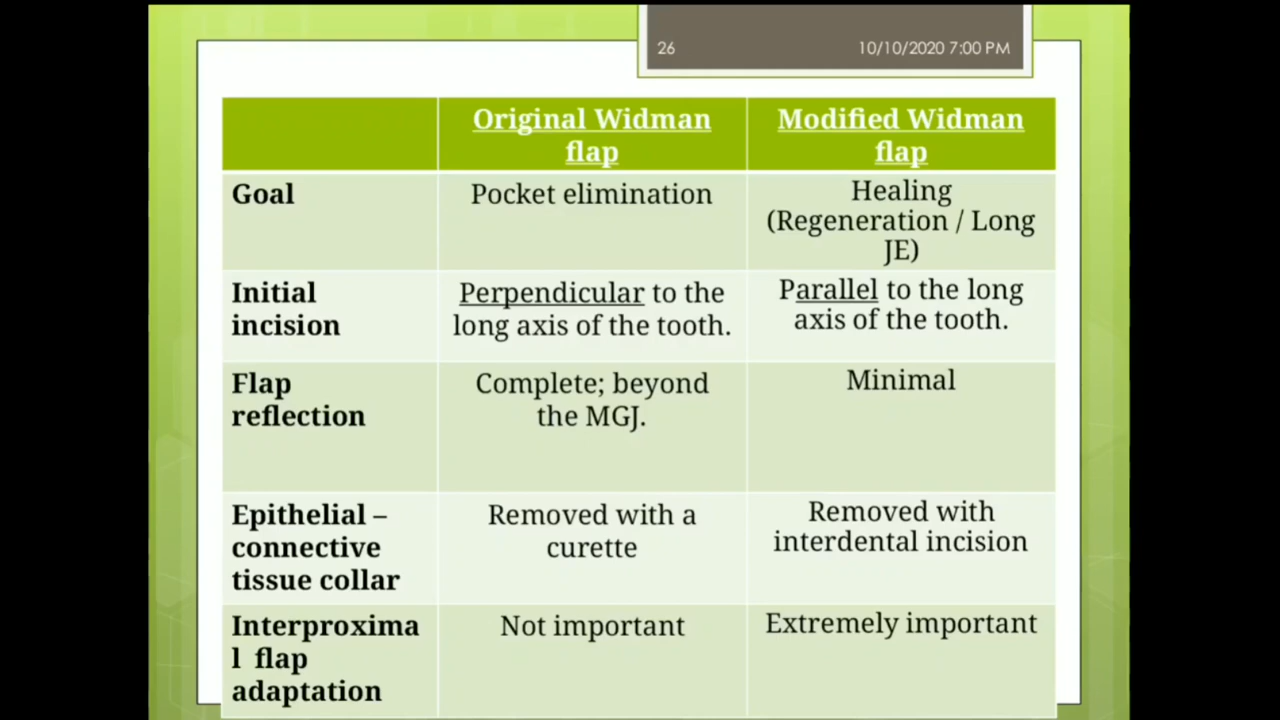 26
10/10/2020 7:00 PM
Original Widman
flap
Modified Widman
flap
Goal
Pocket elimination
Healing
(Regeneration / Long
JE)
Initial
incision
Perpendicular to the
long axis of the tooth.
Parallel to the long
axis of the tooth.
Flap
reflection
Complete; beyond
the MGJ.
Minimal
Epithelial –
connective
tissue collar
Removed with a
curette
Removed with
interdental incision
Interproxima
l flap
adaptation
Not important
Extremely important